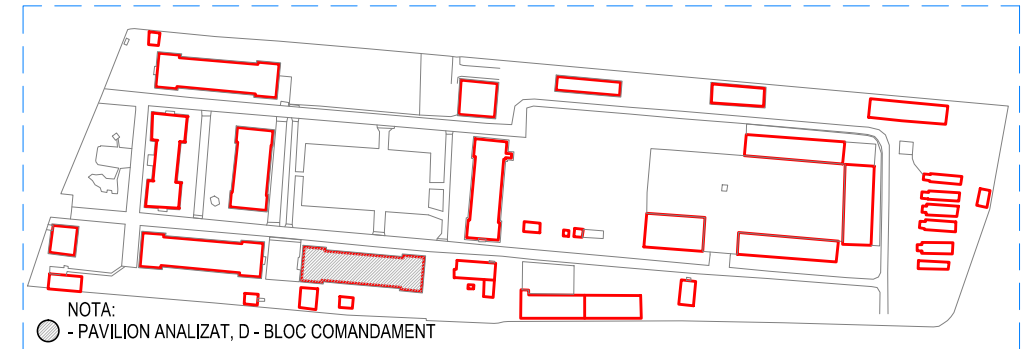 NOTA:
- PAVILION ANALIZAT, D - BLOC COMANDAMENT